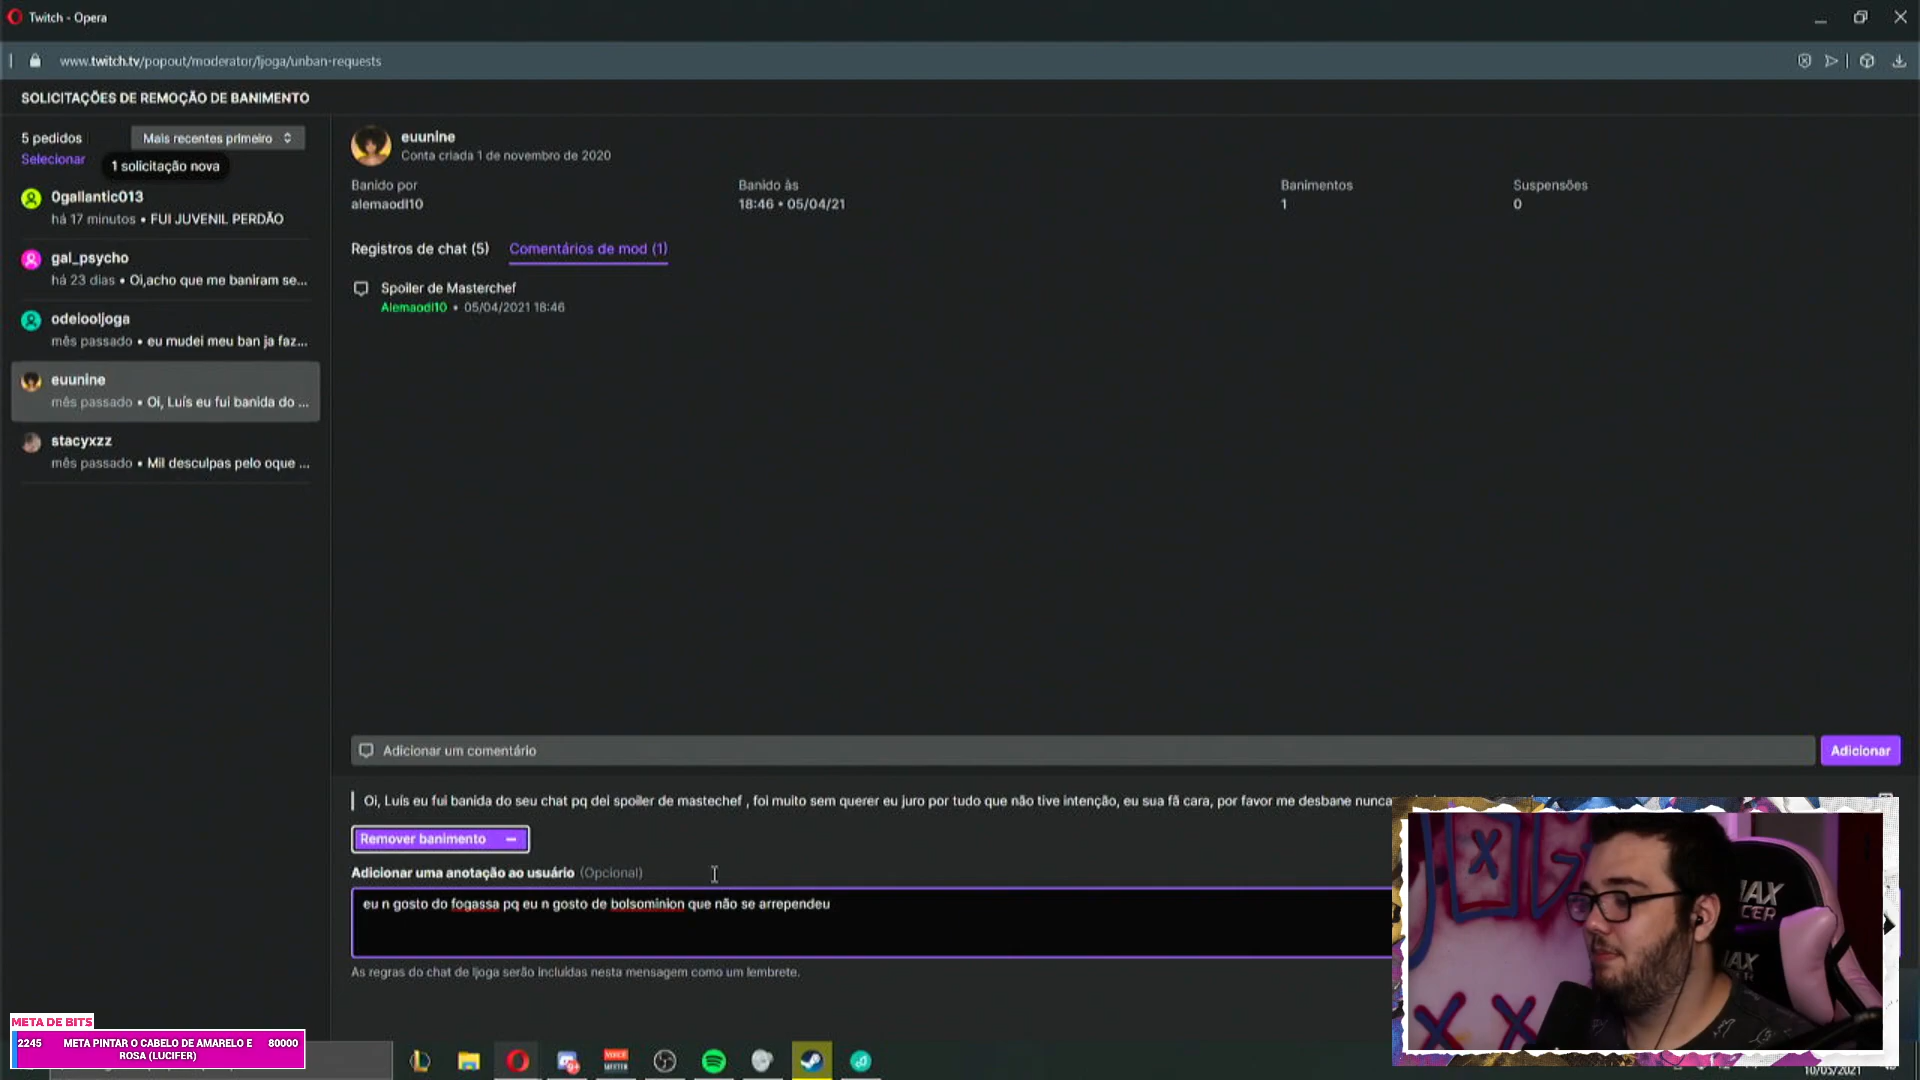 Twitch - Opera
www.twitch.tv/popout/moderator/ljoga/unban-requests
SOLICITAÇÕES DE REMOÇÃO DE BANIMENTO
5 pedidos
Mais recentes primeiro
Selecionar
1 solicitação nova
0gallantic013
há 17 minutos • FUI JUVENIL PERDÃO
gal_psycho
há 23 dias • Oi,acho que me baniram se...
odeiooljoga
mês passado • eu mudei meu ban ja faz...
euunine
mês passado • Oi, Luís eu fui banida do ...
stacyxzz
mês passado • Mil desculpas pelo oque ...
euunine
Conta criada 1 de novembro de 2020
Banido por
alemaodl10
Banido às
18:46 • 05/04/21
Banimentos
1
Suspensões
0
Registros de chat (5)
Comentários de mod (1)
Spoiler de Masterchef
Alemaodl10 • 05/04/2021 18:46
Adicionar um comentário
Adicionar
Oi, Luís eu fui banida do seu chat pq dei spoiler de mastechef , foi muito sem querer eu juro por tudo que não tive intenção, eu sua fã cara, por favor me desbane nunca
Remover banimento
Adicionar uma anotação ao usuário (Opcional)
eu n gosto do fogassa pq eu n gosto de bolsominion que não se arrependeu
As regras do chat de ljoga serão incluídas nesta mensagem como um lembrete.
META DE BITS
2245 META PINTAR O CABELO DE AMARELO E ROSA (LUCIFER) 80000
10/05/2021